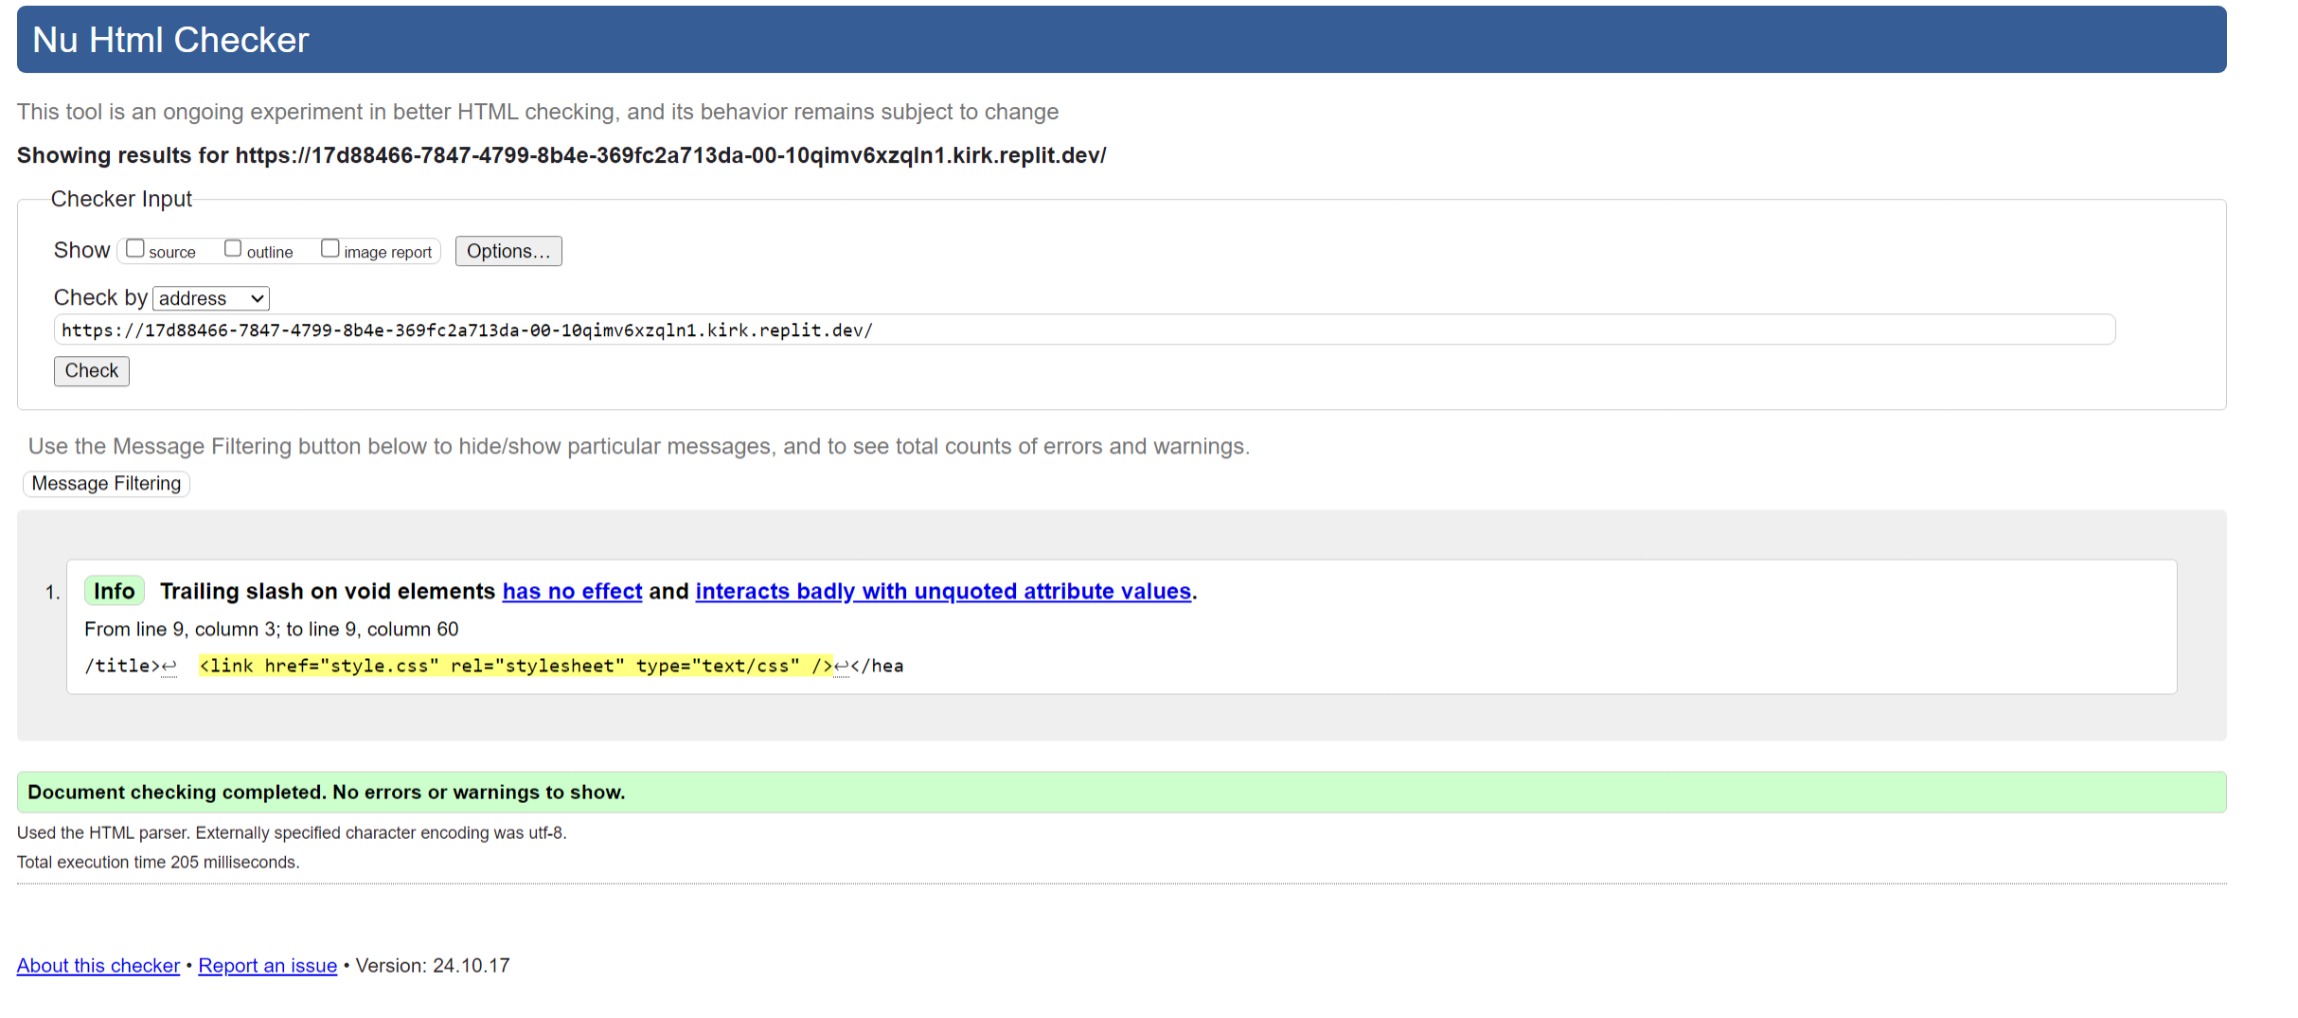 Nu Html Checker
This tool is an ongoing experiment in better HTML checking, and its behavior remains subject to change
Showing results for https://17d88466-7847-4799-8b4e-369fc2a713da-00-10qimv6xzqln1.kirk.replit.dev/
Checker Input
Show source outline image report Options...
Check by address
https://17d88466-7847-4799-8b4e-369fc2a713da-00-10qimv6xzqln1.kirk.replit.dev/
Check
Use the Message Filtering button below to hide/show particular messages, and to see total counts of errors and warnings.
Message Filtering
1. Info Trailing slash on void elements has no effect and interacts badly with unquoted attribute values.
From line 9, column 3; to line 9, column 60
/title>↩ <link href="style.css" rel="stylesheet" type="text/css" />↩</hea
Document checking completed. No errors or warnings to show.
Used the HTML parser. Externally specified character encoding was utf-8.
Total execution time 205 milliseconds.
About this checker • Report an issue • Version: 24.10.17